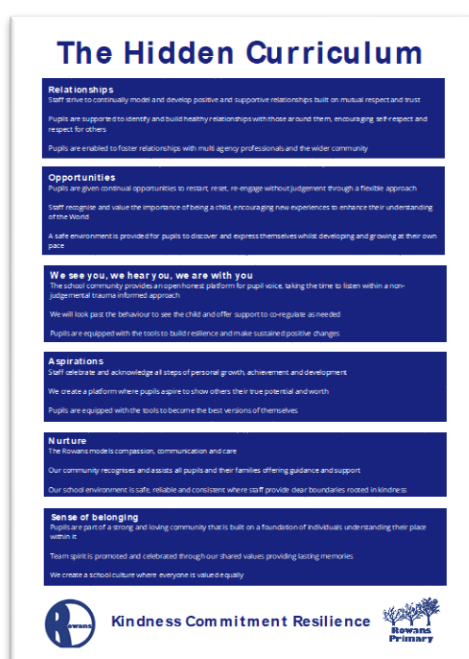 The Hidden Curriculum
Relationships
Staff strive to continually model and develop positive and supportive relationships built on mutual respect and trust
Pupils are supported to identify and build healthy relationships with those around them, encouraging self-respect and
respect for others
Pupils are enabled to foster relationships with multi agency professionals and the wider community
Opportunities
Pupils are given continual opportunities to restart, reset, re-engage without judgement through a flexible approach
Staff recognise and value the importance of being a child, encouraging new experiences to enhance their understanding
of the World
A safe environment is provided for pupils to discover and express themselves whilst developing and growing at their own
pace
We see you, we hear you, we are with you
The school community provides an open honest platform for pupil voice, taking the time to listen within a non-
judgemental trauma informed approach
We will look past the behaviour to see the child and offer support to co-regulate as needed
Pupils are equipped with the tools to build resilience and make sustained positive changes
Aspirations
Staff celebrate and acknowledge all steps of personal growth, achievement and development
We create a platform where pupils aspire to show others their true potential and worth
Pupils are equipped with the tools to become the best versions of themselves
Nurture
The Rowans models compassion, communication and care
Our community recognises and assists all pupils and their families offering guidance and support
Our school environment is safe, reliable and consistent where staff provide clear boundaries rooted in kindness
Sense of belonging
Pupils are part of a strong and loving community that is built on a foundation of individuals understanding their place
within it
Team spirit is promoted and celebrated through our shared values providing lasting memories
We create a school culture where everyone is valued equally
Rowans
Kindness Commitment Resilience
Rowans
Primary